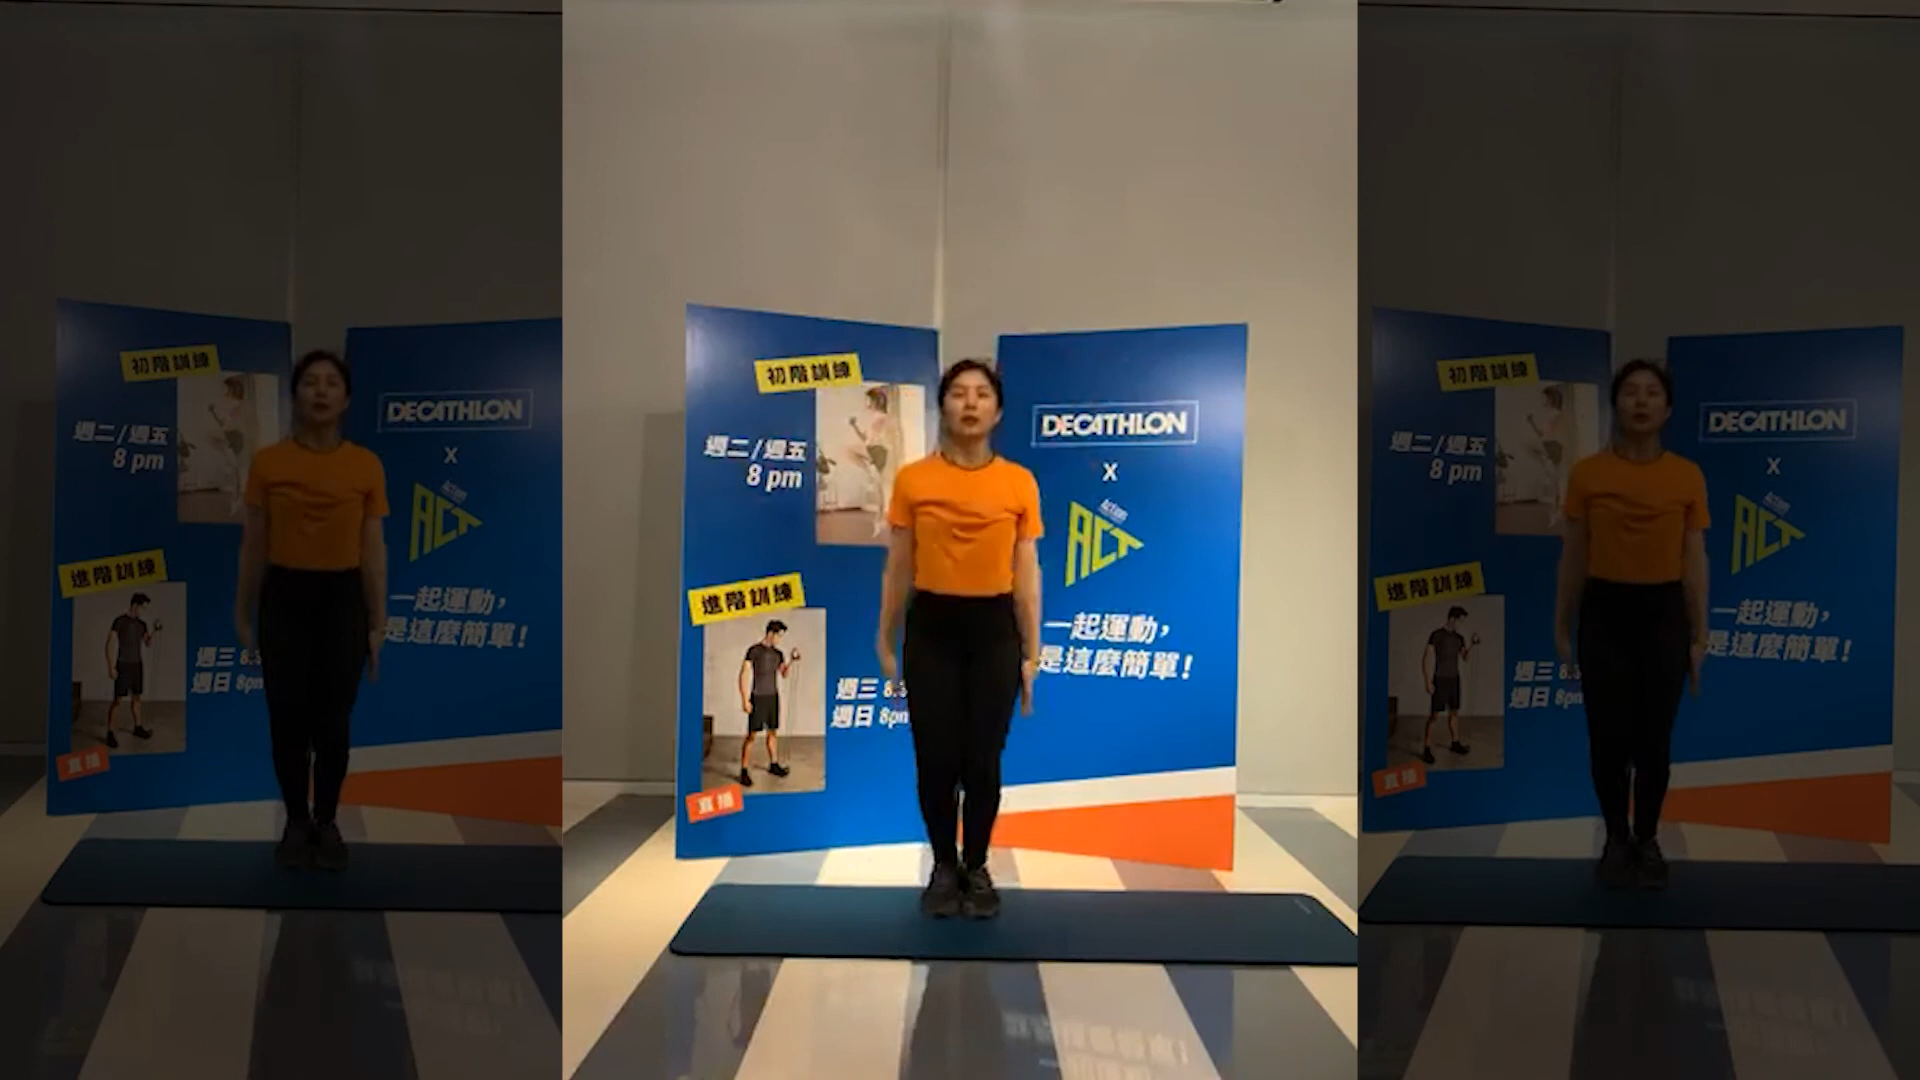 初階訓練
週二/週五
8 pm
進階訓練
週三 8:3
週日 8pm
直播
DECATHLON
X
Action
ACT
一起運動,
是這麼簡單!